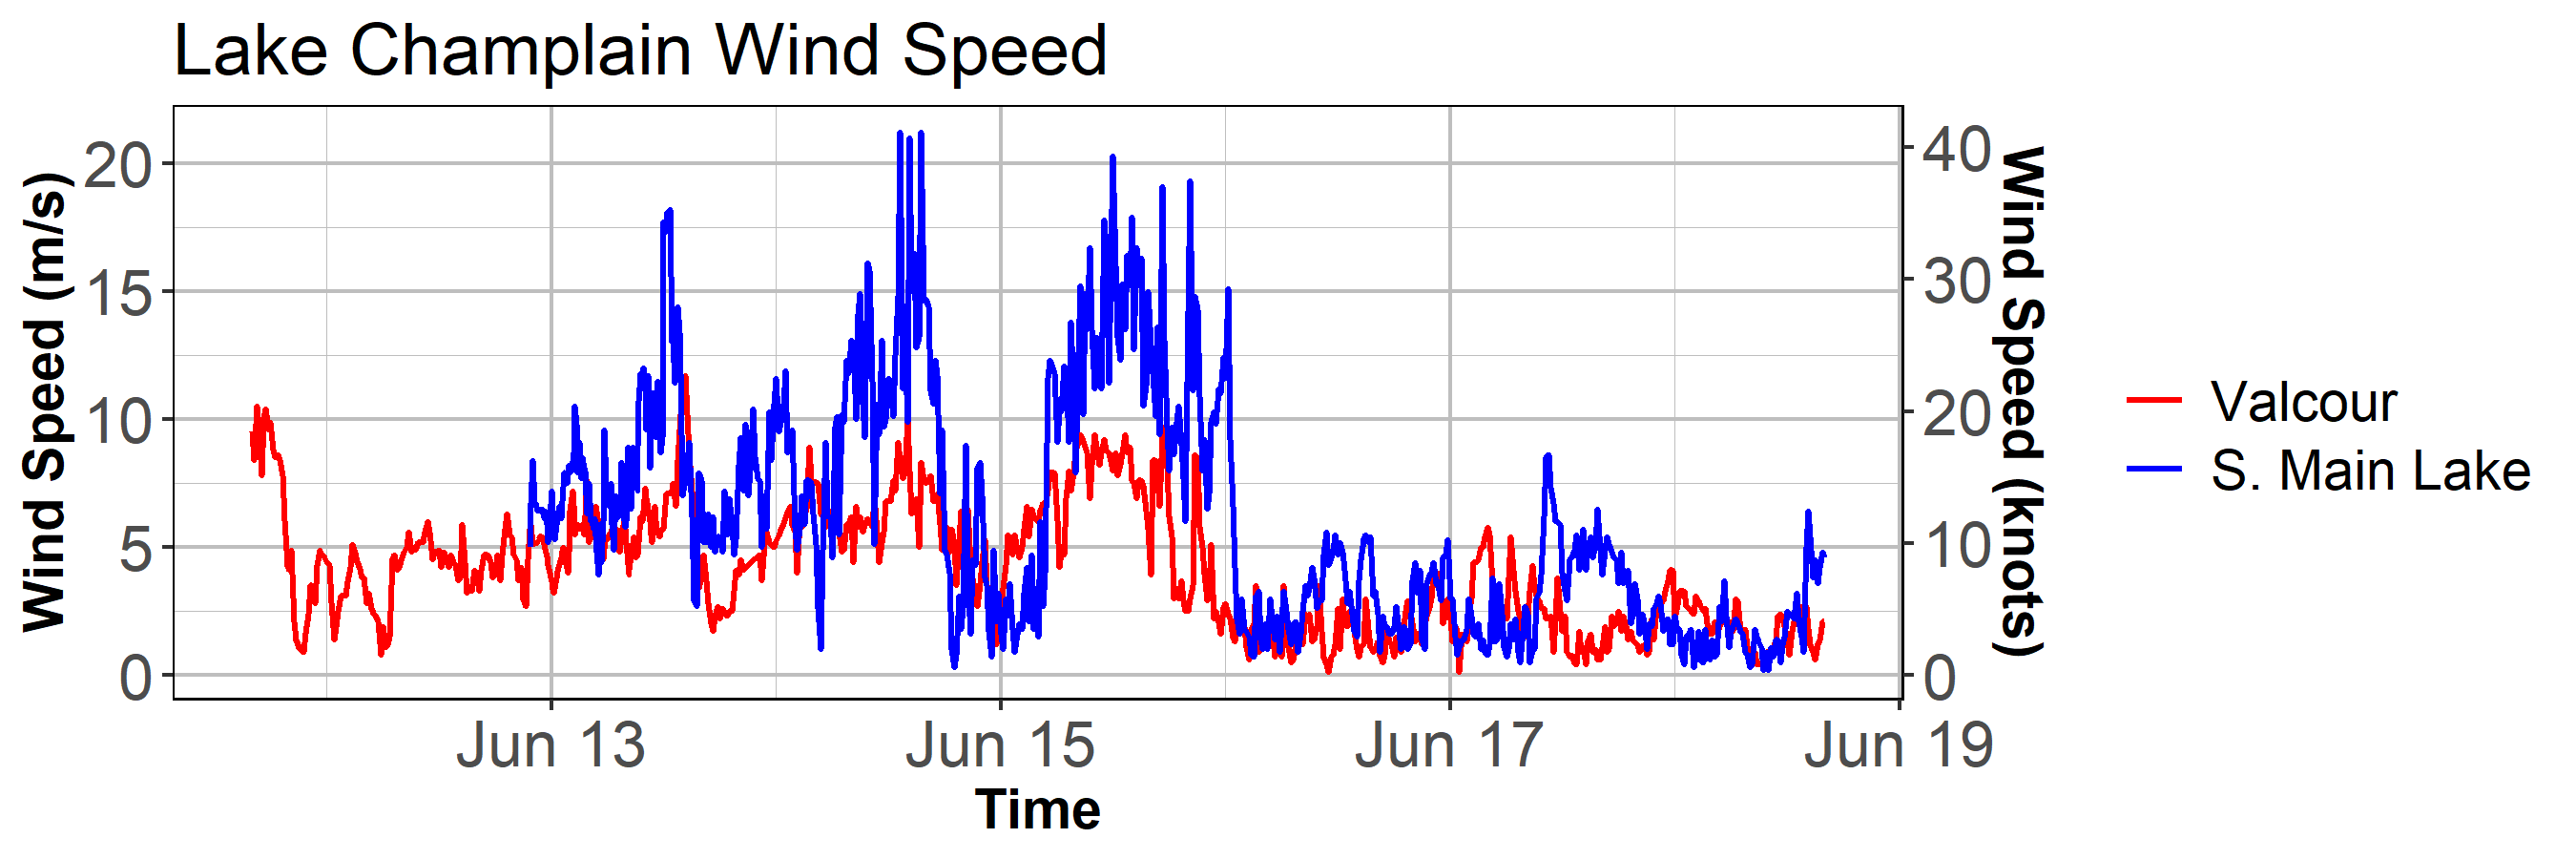 Lake Champlain Wind Speed
Wind Speed (m/s)
20
15
10
5
0
40
30
20
10
0
Wind Speed (knots)
Jun 13
Jun 15
Jun 17
Jun 19
Time
Valcour
S. Main Lake